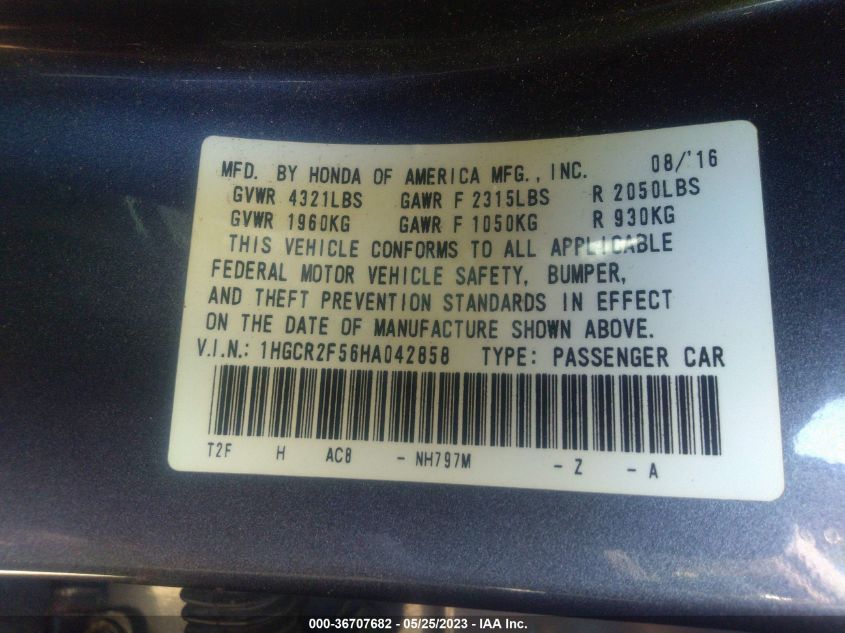 MFD. BY HONDA OF AMERICA MFG., INC. 08/'16
GVWR 4321LBS GAWR F 2315LBS R 2050LBS
GVWR 1960KG GAWR F 1050KG R 930KG
THIS VEHICLE CONFORMS TO ALL APPLICABLE
FEDERAL MOTOR VEHICLE SAFETY, BUMPER,
AND THEFT PREVENTION STANDARDS IN EFFECT
ON THE DATE OF MANUFACTURE SHOWN ABOVE.
V.I.N.: 1HGCR2F56HA042858 TYPE: PASSENGER CAR
T2F H AC8 - NH797M - Z - A
000-36707682 - 05/25/2023 - IAA Inc.